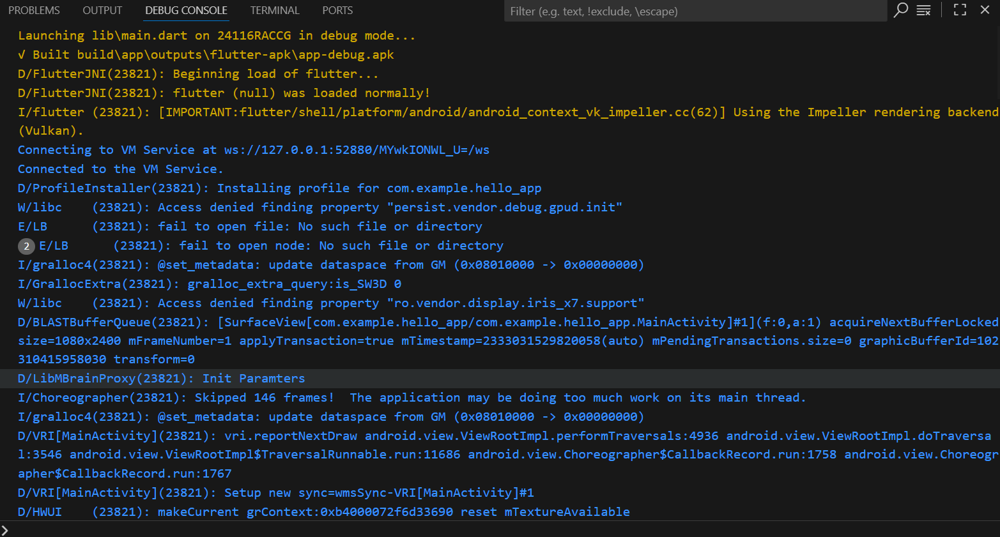 PROBLEMS OUTPUT DEBUG CONSOLE TERMINAL PORTS Filter (e.g. text, !exclude, \escape)
Launching lib\main.dart on 24116RACCG in debug mode...
√ Built build\app\outputs\flutter-apk\app-debug.apk
D/FlutterJNI(23821): Beginning load of flutter...
D/FlutterJNI(23821): flutter (null) was loaded normally!
I/flutter (23821): [IMPORTANT:flutter/shell/platform/android/android_context_vk_impeller.cc(62)] Using the Impeller rendering backend
(Vulkan).
Connecting to VM Service at ws://127.0.0.1:52880/MYwkIONWL_U=/ws
Connected to the VM Service.
D/ProfileInstaller(23821): Installing profile for com.example.hello_app
W/libc    (23821): Access denied finding property "persist.vendor.debug.gpud.init"
E/LB      (23821): fail to open file: No such file or directory
2 E/LB      (23821): fail to open node: No such file or directory
I/gralloc4(23821): @set_metadata: update dataspace from GM (0x08010000 -> 0x00000000)
I/GrallocExtra(23821): gralloc_extra_query:is_SW3D 0
W/libc    (23821): Access denied finding property "ro.vendor.display.iris_x7.support"
D/BLASTBufferQueue(23821): [SurfaceView[com.example.hello_app/com.example.hello_app.MainActivity]#1](f:0,a:1) acquireNextBufferLocked
size=1080x2400 mFrameNumber=1 applyTransaction=true mTimestamp=2333031529820058(auto) mPendingTransactions.size=0 graphicBufferId=102
310415958030 transform=0
D/LibMBrainProxy(23821): Init Paramters
I/Choreographer(23821): Skipped 146 frames!  The application may be doing too much work on its main thread.
I/gralloc4(23821): @set_metadata: update dataspace from GM (0x08010000 -> 0x00000000)
D/VRI[MainActivity](23821): vri.reportNextDraw android.view.ViewRootImpl.performTraversals:4936 android.view.ViewRootImpl.doTraversa
l:3546 android.view.ViewRootImpl$TraversalRunnable.run:11686 android.view.Choreographer$CallbackRecord.run:1758 android.view.Choreogr
apher$CallbackRecord.run:1767
D/VRI[MainActivity](23821): Setup new sync=wmsSync-VRI[MainActivity]#1
D/HWUI    (23821): makeCurrent grContext:0xb4000072f6d33690 reset mTextureAvailable